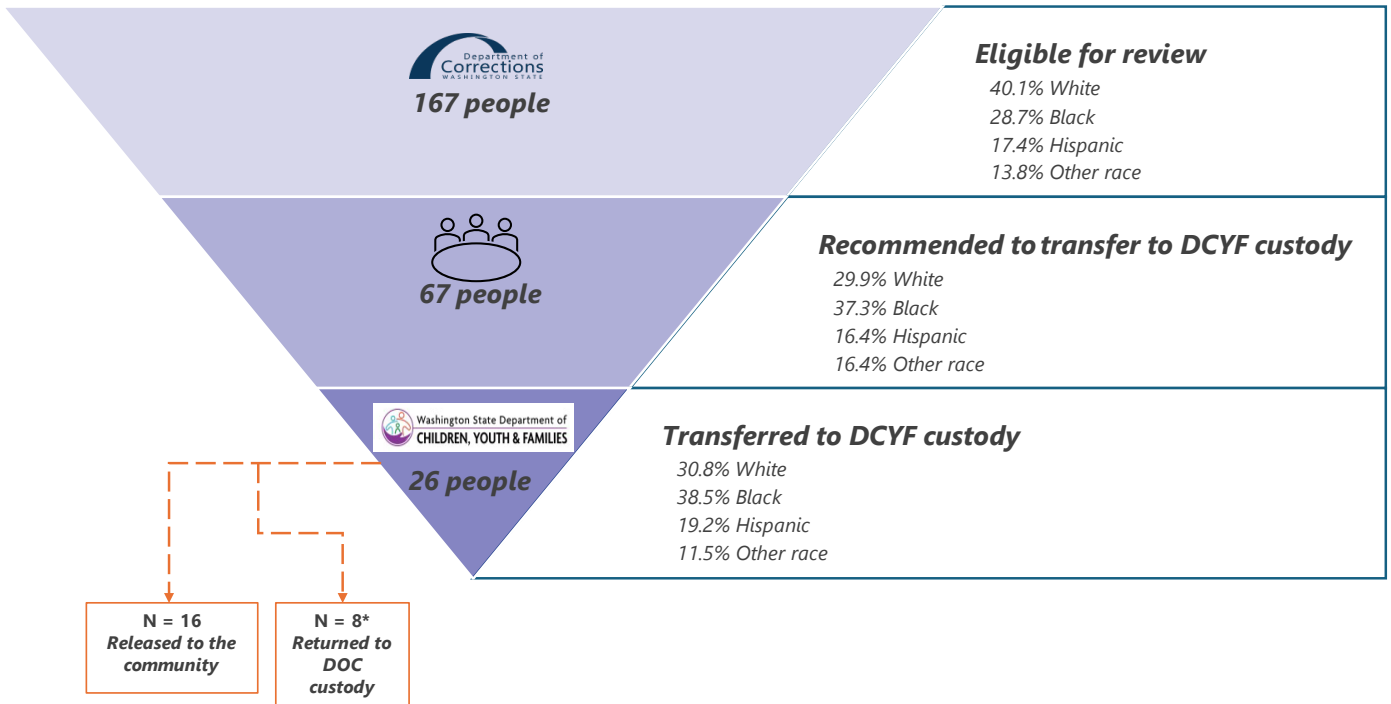 Department of
Corrections
WASHINGTON STATE
167 people
Eligible for review
40.1% White
28.7% Black
17.4% Hispanic
13.8% Other race
67 people
Recommended to transfer to DCYF custody
29.9% White
37.3% Black
16.4% Hispanic
16.4% Other race
Washington State Department of
CHILDREN, YOUTH & FAMILIES
26 people
Transferred to DCYF custody
30.8% White
38.5% Black
19.2% Hispanic
11.5% Other race
N = 16
Released to the
community
N = 8*
Returned to
DOC
custody